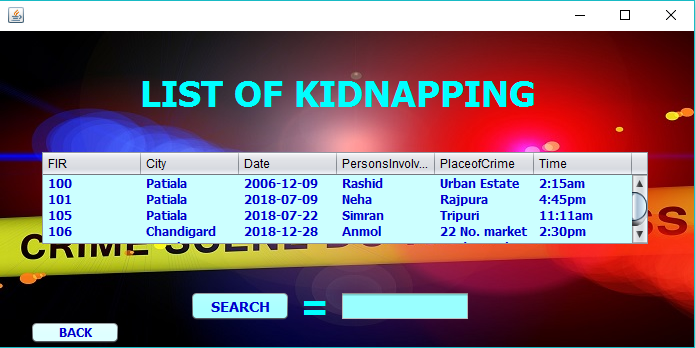 LIST OF KIDNAPPING
FIR City Date PersonsInvolv... PlaceofCrime Time
100 Patiala 2006-12-09 Rashid Urban Estate 2:15am
101 Patiala 2018-07-09 Neha Rajpura 4:45pm
105 Patiala 2018-07-22 Simran Tripuri 11:11am
106 Chandigard 2018-12-28 Anmol 22 No. market 2:30pm
CRIME SCENE DO
SS
SEARCH =
BACK